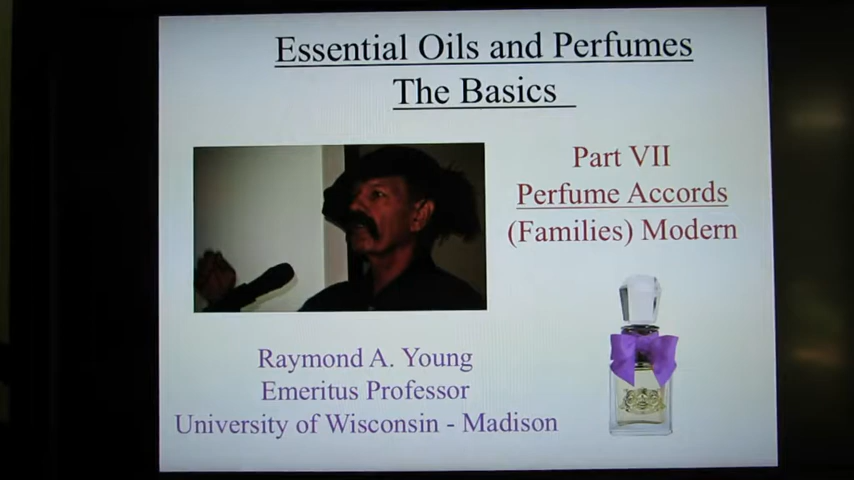 Essential Oils and Perfumes
The Basics
Part VII
Perfume Accords
(Families) Modern
Raymond A. Young
Emeritus Professor
University of Wisconsin - Madison